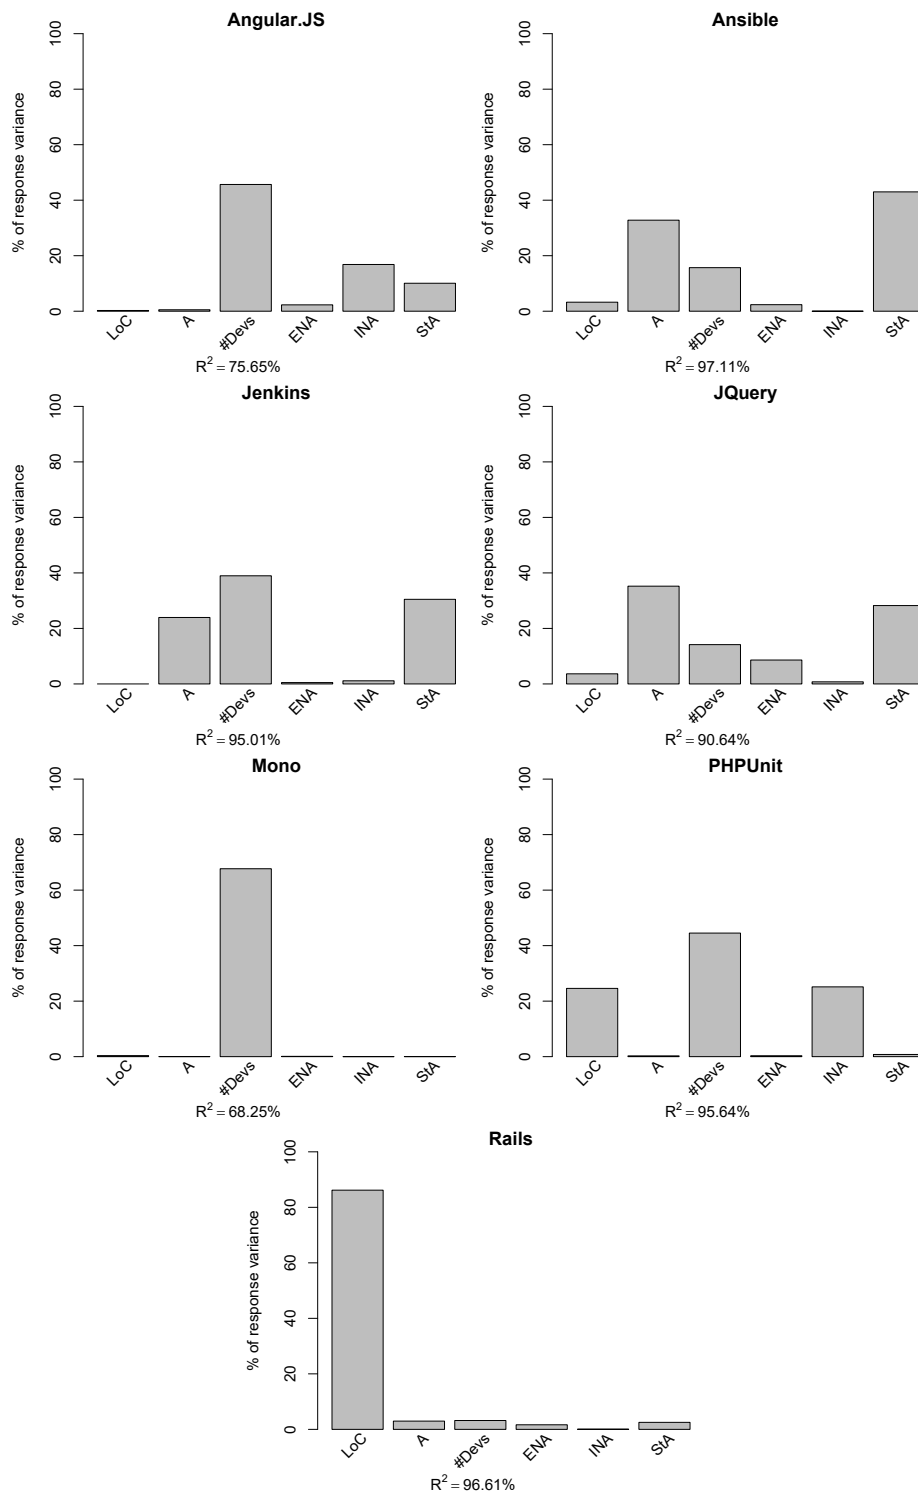 Angular.JS
% of response variance
100
80
60
40
20
0
LoC A #Devs ENA INA StA
R² = 75.65%
Ansible
% of response variance
100
80
60
40
20
0
LoC A #Devs ENA INA StA
R² = 97.11%
Jenkins
% of response variance
100
80
60
40
20
0
LoC A #Devs ENA INA StA
R² = 95.01%
JQuery
% of response variance
100
80
60
40
20
0
LoC A #Devs ENA INA StA
R² = 90.64%
Mono
% of response variance
100
80
60
40
20
0
LoC A #Devs ENA INA StA
R² = 68.25%
PHPUnit
% of response variance
100
80
60
40
20
0
LoC A #Devs ENA INA StA
R² = 95.64%
Rails
% of response variance
100
80
60
40
20
0
LoC A #Devs ENA INA StA
R² = 96.61%